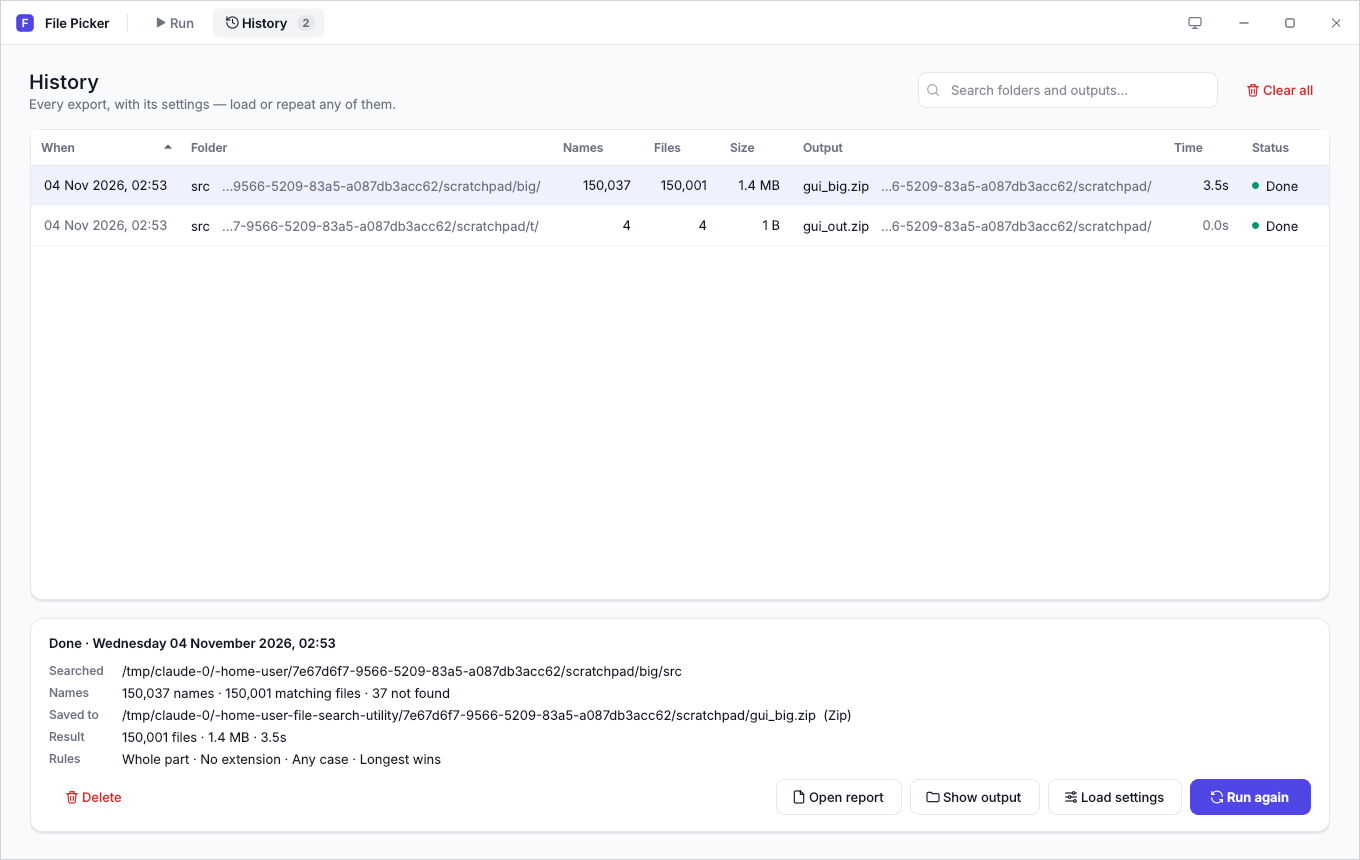 F File Picker Run History 2
History
Every export, with its settings — load or repeat any of them.
Search folders and outputs...
Clear all
When Folder Names Files Size Output Time Status
04 Nov 2026, 02:53 src ...9566-5209-83a5-a087db3acc62/scratchpad/big/ 150,037 150,001 1.4 MB gui_big.zip ...6-5209-83a5-a087db3acc62/scratchpad/ 3.5s Done
04 Nov 2026, 02:53 src ...7-9566-5209-83a5-a087db3acc62/scratchpad/t/ 4 4 1 B gui_out.zip ...6-5209-83a5-a087db3acc62/scratchpad/ 0.0s Done
Done · Wednesday 04 November 2026, 02:53
Searched /tmp/claude-0/-home-user/7e67d6f7-9566-5209-83a5-a087db3acc62/scratchpad/big/src
Names 150,037 names · 150,001 matching files · 37 not found
Saved to /tmp/claude-0/-home-user-file-search-utility/7e67d6f7-9566-5209-83a5-a087db3acc62/scratchpad/gui_big.zip (Zip)
Result 150,001 files · 1.4 MB · 3.5s
Rules Whole part · No extension · Any case · Longest wins
Delete Open report Show output Load settings Run again